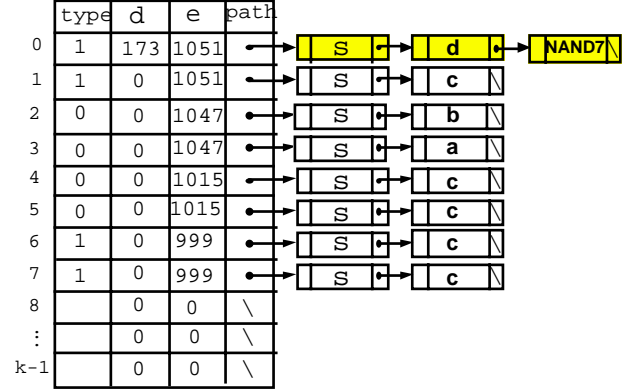 type d e path
0 1 173 1051 S d NAND7 \
1 1 0 1051 S c \
2 0 0 1047 S b \
3 0 0 1047 S a \
4 0 0 1015 S c \
5 0 0 1015 S c \
6 1 0 999 S c \
7 1 0 999 S c \
8 0 0 \
⋮ 0 0 \
k-1 0 0 \